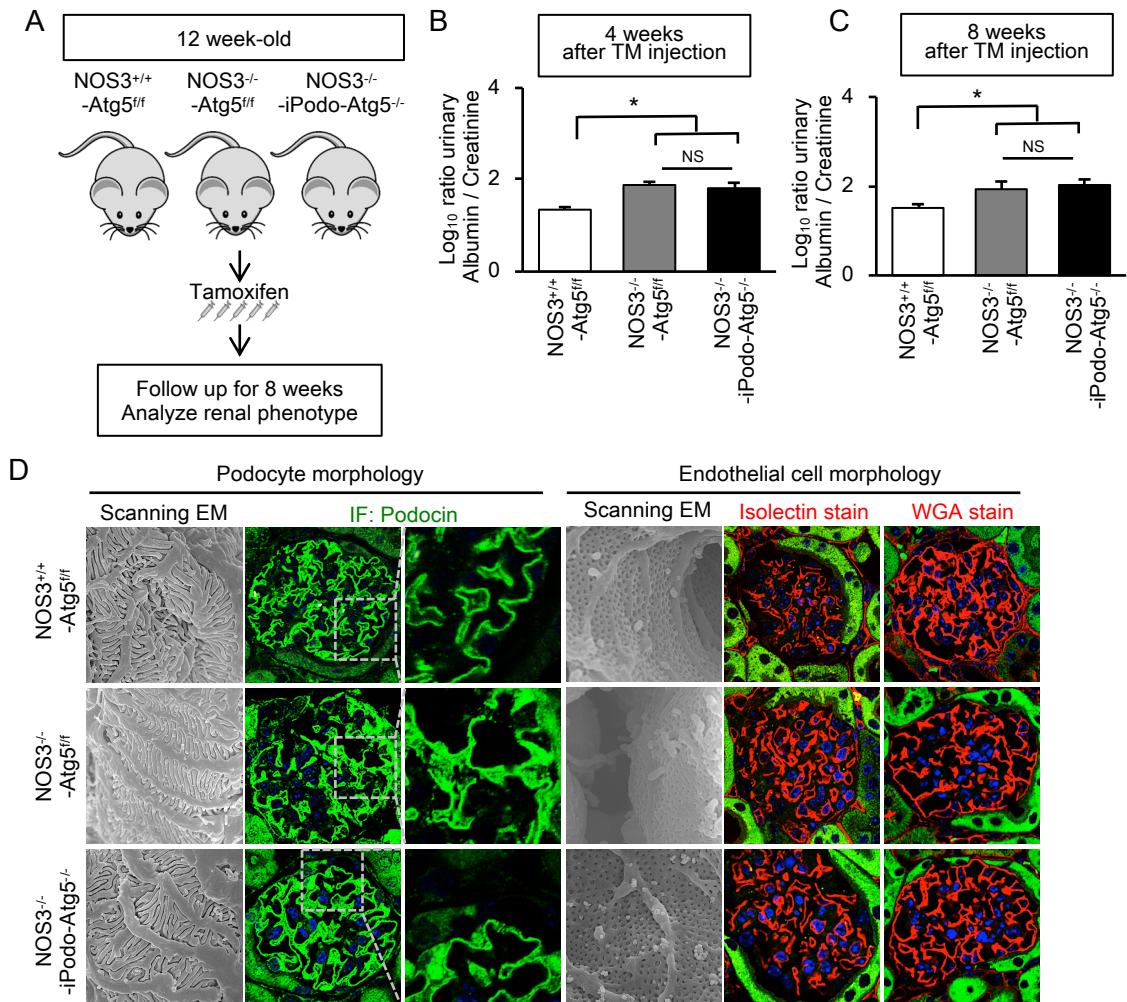 A
12 week-old
NOS3+/+ -Atg5f/f
NOS3-/- -Atg5f/f
NOS3-/- -iPodo-Atg5-/-
Tamoxifen
Follow up for 8 weeks
Analyze renal phenotype
B
4 weeks
after TM injection
Log10 ratio urinary
Albumin / Creatinine
4
2
0
*
NS
NOS3+/+
-Atg5f/f
NOS3-/-
-Atg5f/f
NOS3-/-
-iPodo-Atg5-/-
C
8 weeks
after TM injection
Log10 ratio urinary
Albumin / Creatinine
4
2
0
*
NS
NOS3+/+
-Atg5f/f
NOS3-/-
-Atg5f/f
NOS3-/-
-iPodo-Atg5-/-
D
Podocyte morphology
Endothelial cell morphology
Scanning EM
IF: Podocin
Scanning EM
Isolectin stain
WGA stain
NOS3+/+
-Atg5f/f
NOS3-/-
-Atg5f/f
NOS3-/-
-iPodo-Atg5-/-